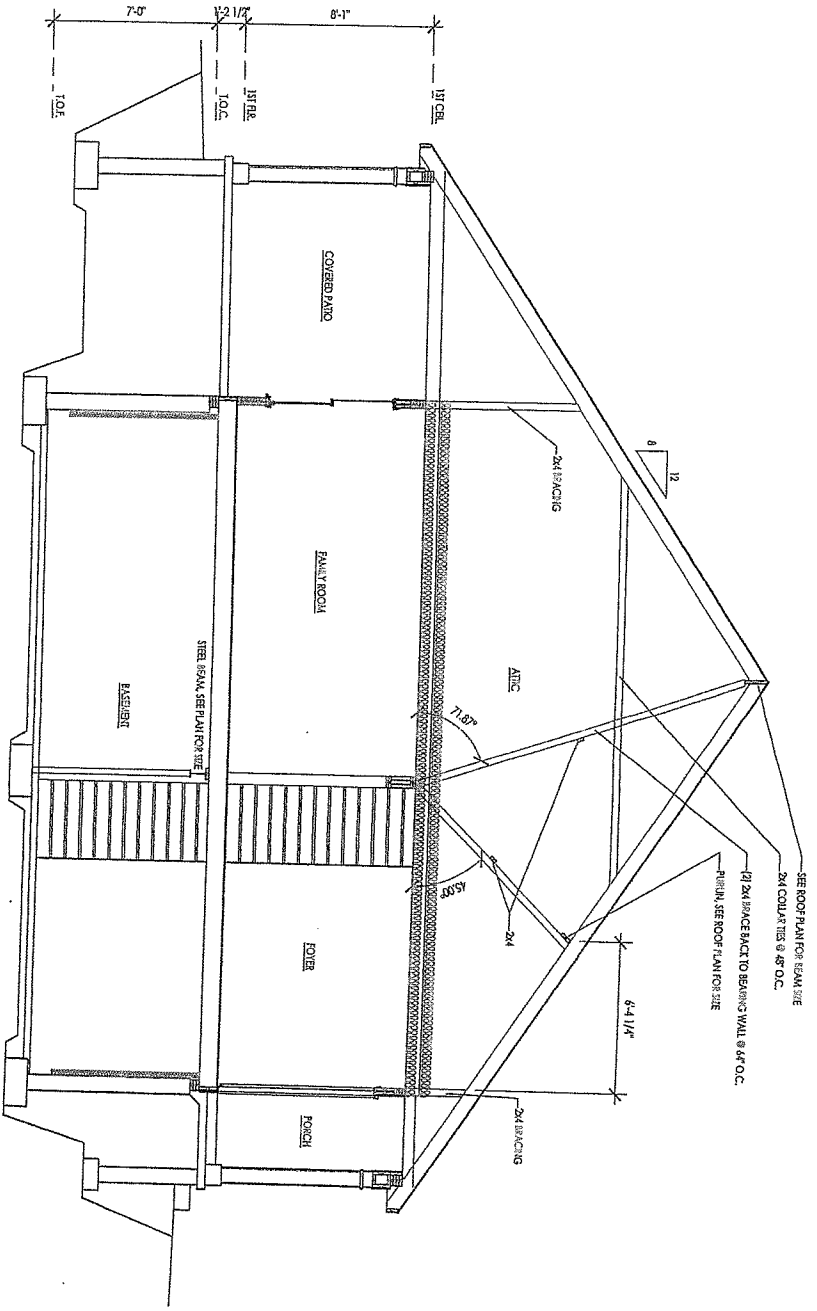 SEE ROOF PLAN FOR BEAM SIZE
2x4 COLLAR TIES @ 48" O.C.
(2) 2x4 BRACE BACK TO BEARING WALL @ 64" O.C.
PURLIN, SEE ROOF PLAN FOR SIZE
12
8
6'-4 1/4"
2x4 BRACING
ATTIC
71.87°
45.00°
2x4
2x4 BRACING
1ST CEIL.
8'-1"
COVERED PATIO
FAMILY ROOM
FOYER
PORCH
1ST FLR.
1'-2 1/2"
T.O.C.
STEEL BEAM, SEE PLAN FOR SIZE
7'-0"
BASEMENT
T.O.F.